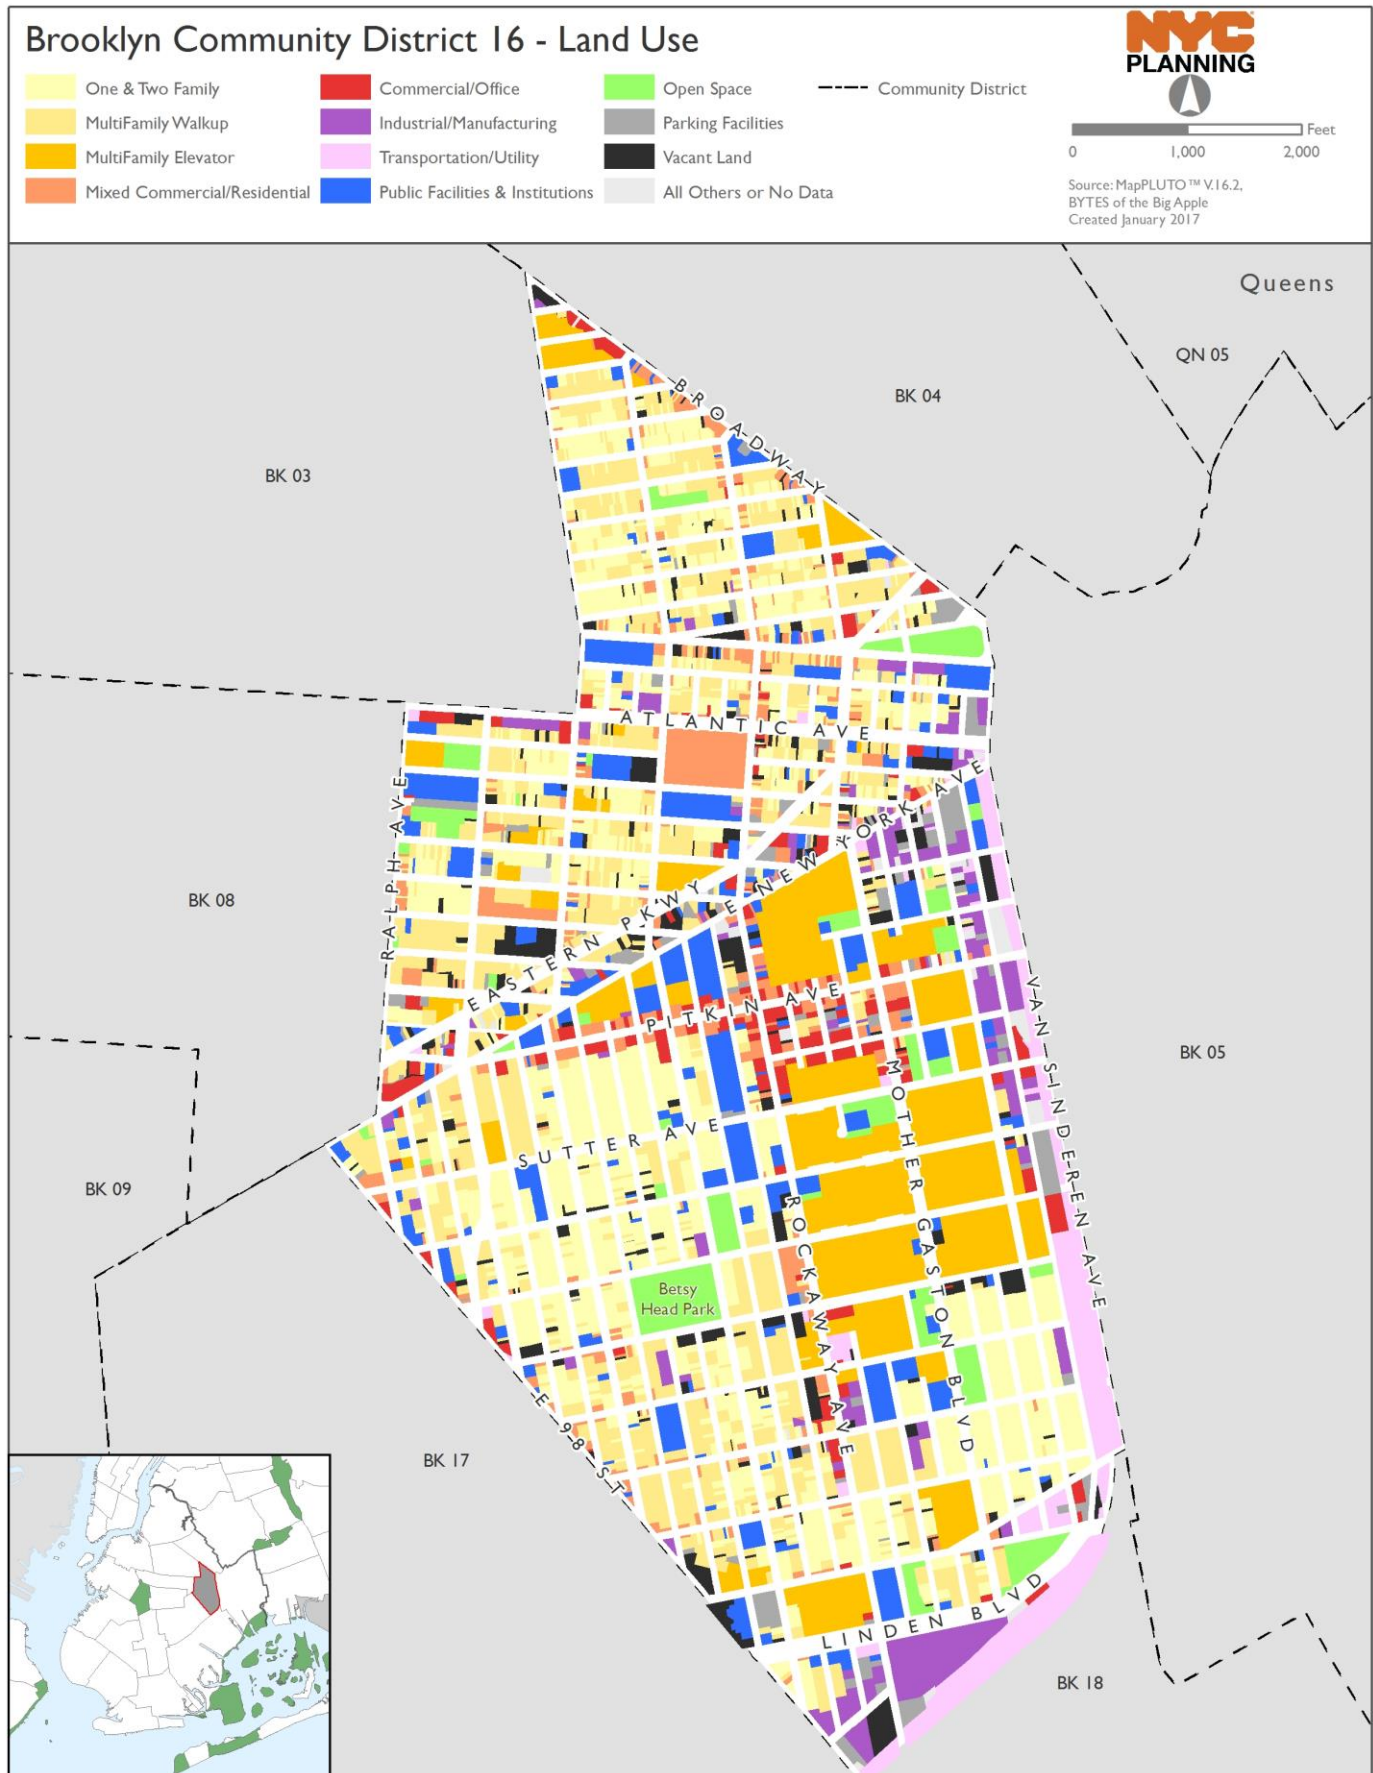 Brooklyn Community District 16 - Land Use
NYC
PLANNING
One & Two Family
MultiFamily Walkup
MultiFamily Elevator
Mixed Commercial/Residential
Commercial/Office
Industrial/Manufacturing
Transportation/Utility
Public Facilities & Institutions
Open Space
Parking Facilities
Vacant Land
All Others or No Data
Community District
Feet
0 1,000 2,000
Source: MapPLUTO™ V.16.2,
BYTES of the Big Apple
Created January 2017
Queens
QN 05
BK 04
BROADWAY
BK 03
ATLANTIC AVE
RALPH AVE
E NEW YORK AVE
BK 08
EASTERN PKWY
PITKIN AVE
VAN SINDEREN AVE
BK 05
MOTHER GASTON BLVD
SUTTER AVE
BK 09
ROCKAWAY AVE
Betsy
Head Park
E 98 ST
BK 17
LINDEN BLVD
BK 18